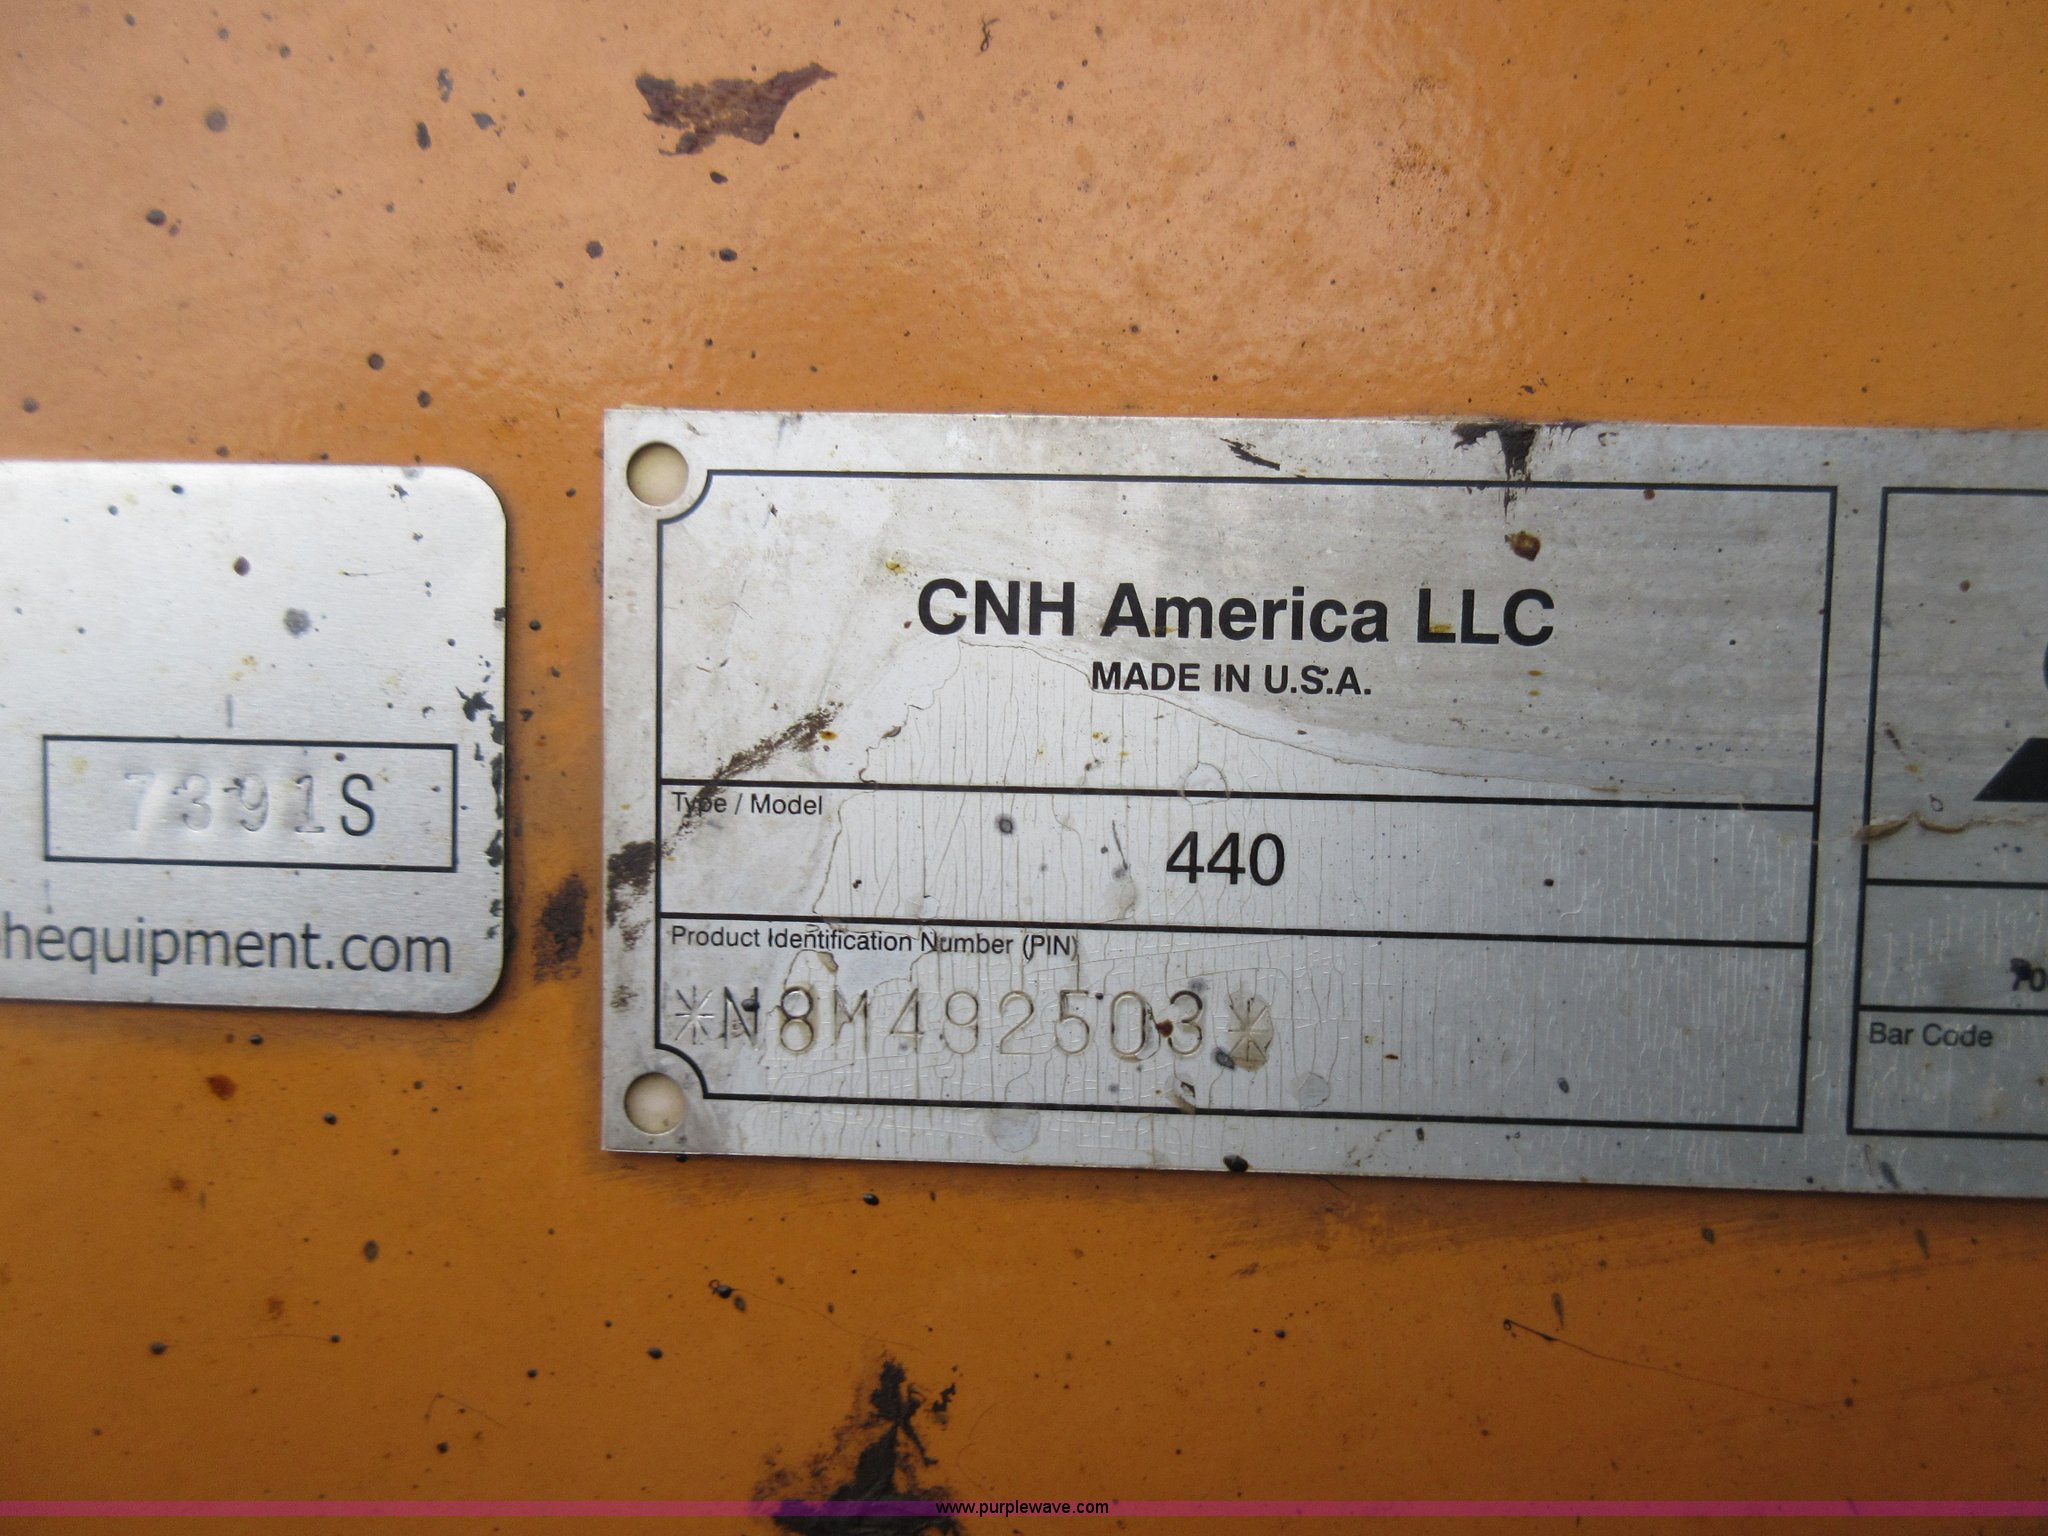 7391S
hequipment.com
CNH America LLC
MADE IN U.S.A.
Type / Model
440
Product Identification Number (PIN)
*N8M492503*
70
Bar Code
www.purplewave.com